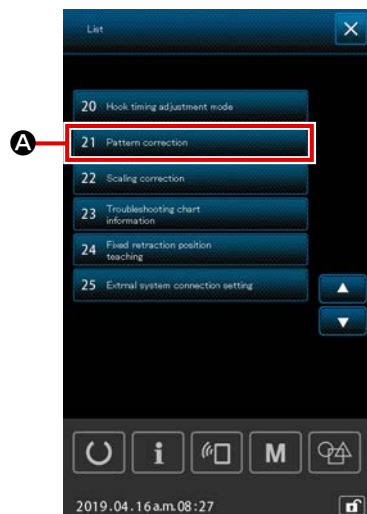 List
20 Hook timing adjustment mode
A
21 Pattern correction
22 Scaling correction
23 Troubleshooting chart
information
24 Fixed retraction position
teaching
25 Extrnal system connection setting
i
M
2019.04.16a.m.08:27